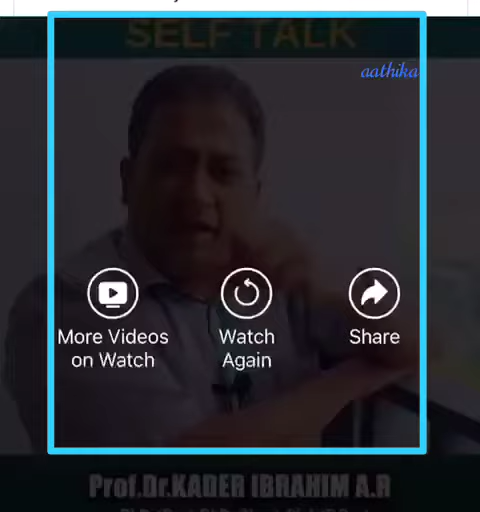 SELF TALK
aathika
More Videos
on Watch
Watch
Again
Share
Prof.Dr.KADER IBRAHIM A.R